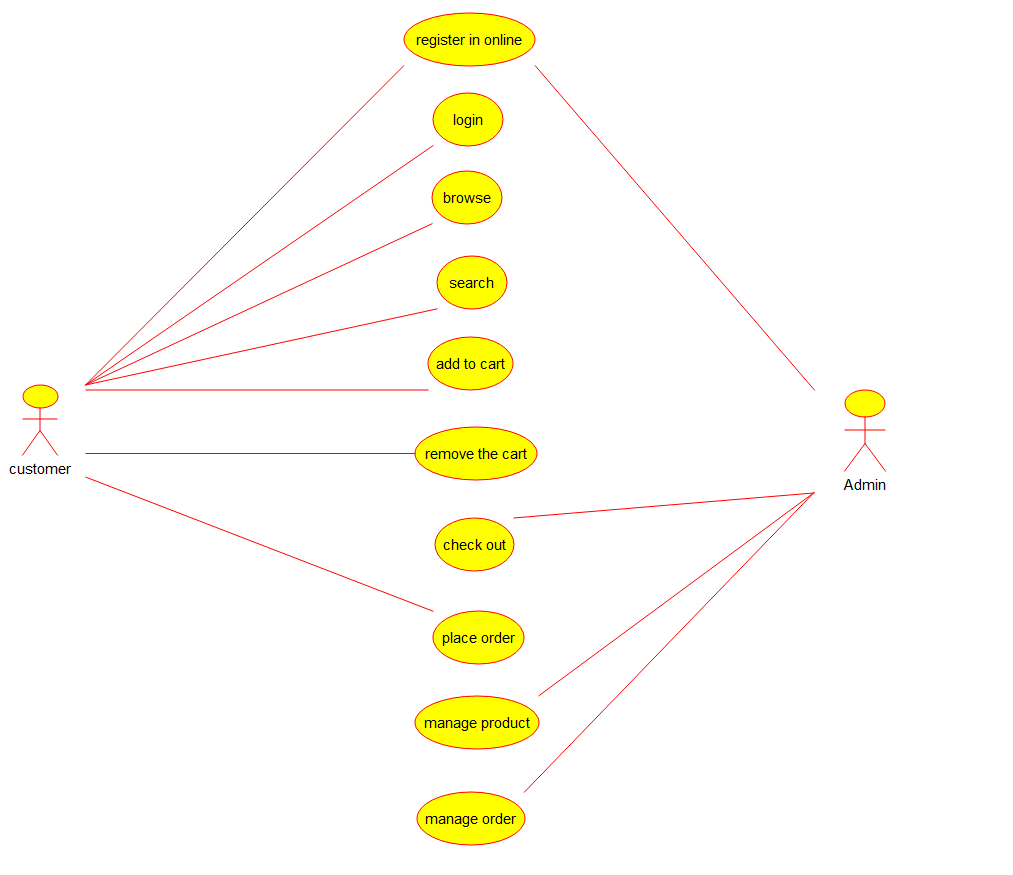 register in online
login
browse
search
add to cart
remove the cart
customer
Admin
check out
place order
manage product
manage order